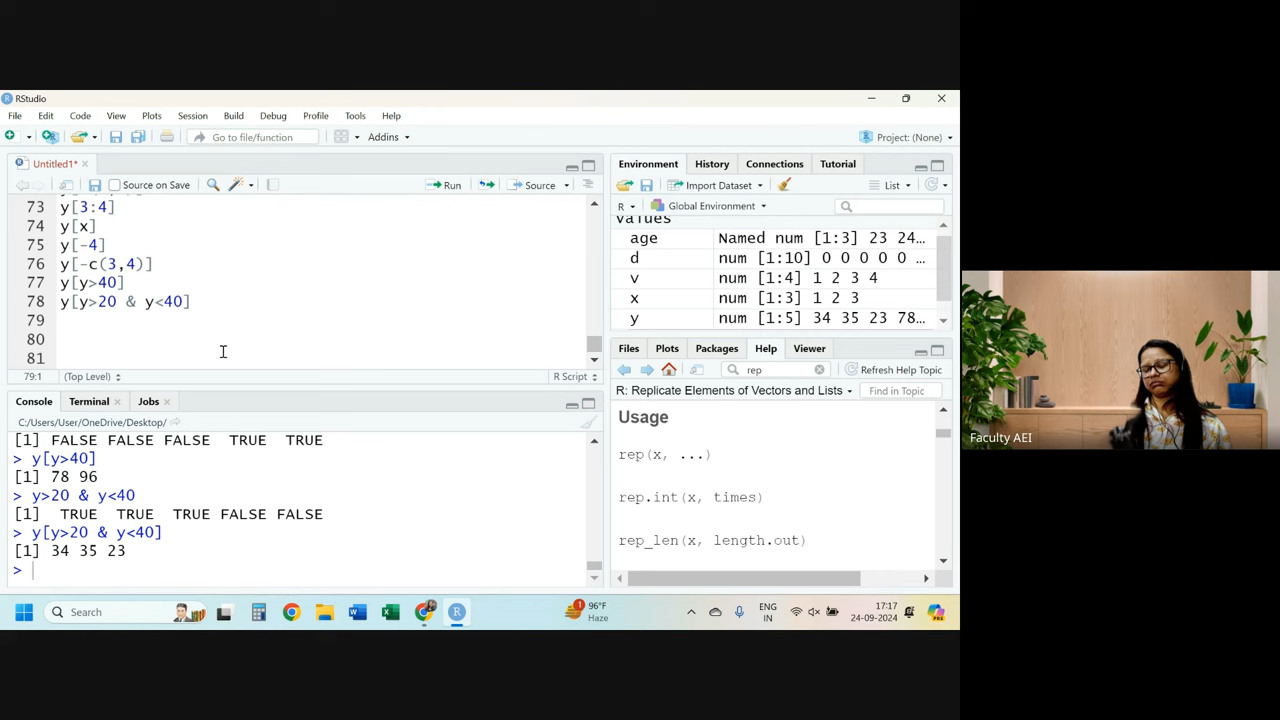 RStudio
File Edit Code View Plots Session Build Debug Profile Tools Help
Go to file/function Addins Project: (None)
Untitled1*
Source on Save Run Source
73 y[3:4]
74 y[x]
75 y[-4]
76 y[-c(3,4)]
77 y[y>40]
78 y[y>20 & y<40]
79
80
81
79:1 (Top Level) R Script
Console Terminal Jobs
C:/Users/User/OneDrive/Desktop/
[1] FALSE FALSE FALSE TRUE TRUE
> y[y>40]
[1] 78 96
> y>20 & y<40
[1] TRUE TRUE TRUE FALSE FALSE
> y[y>20 & y<40]
[1] 34 35 23
>
Environment History Connections Tutorial
Import Dataset List
R Global Environment
Values
age Named num [1:3] 23 24…
d num [1:10] 0 0 0 0 0 …
v num [1:4] 1 2 3 4
x num [1:3] 1 2 3
y num [1:5] 34 35 23 78…
Files Plots Packages Help Viewer
rep Refresh Help Topic
R: Replicate Elements of Vectors and Lists Find in Topic
Usage
rep(x, ...)
rep.int(x, times)
rep_len(x, length.out)
Faculty AEI
Search
1
96°F
Haze
ENG
IN
17:17
24-09-2024